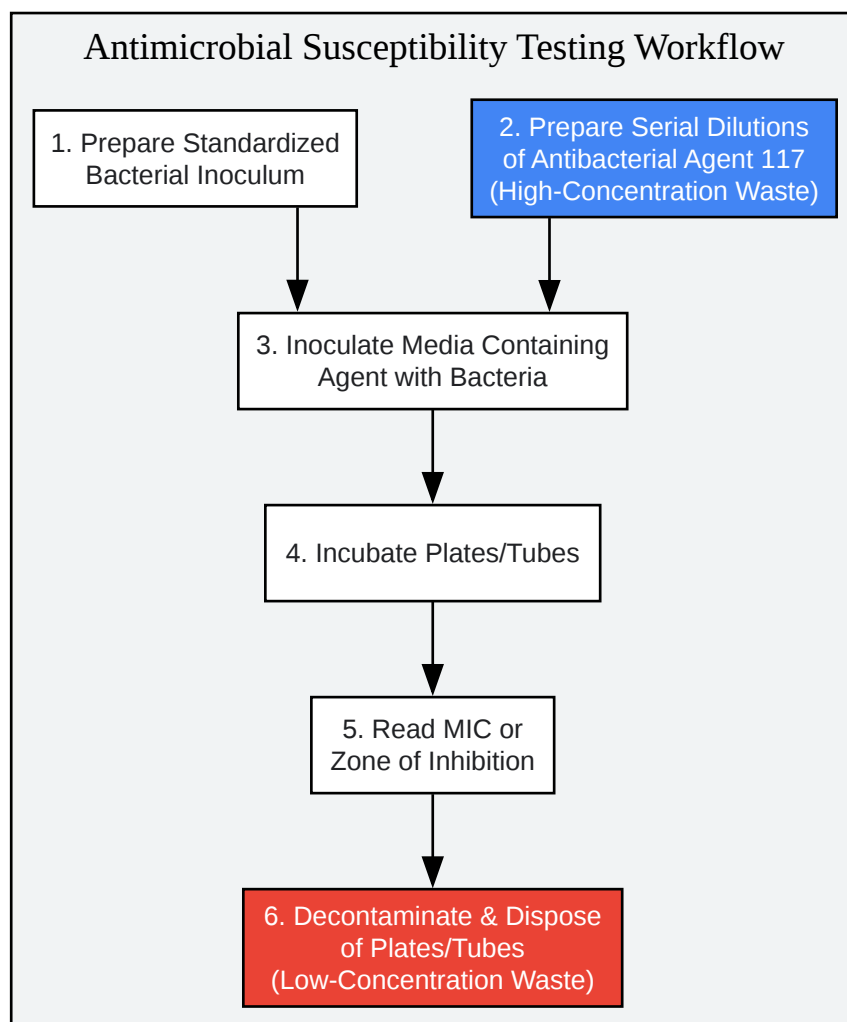 Antimicrobial Susceptibility Testing Workflow
1. Prepare Standardized
Bacterial Inoculum
2. Prepare Serial Dilutions
of Antibacterial Agent 117
(High-Concentration Waste)
3. Inoculate Media Containing
Agent with Bacteria
4. Incubate Plates/Tubes
5. Read MIC or
Zone of Inhibition
6. Decontaminate & Dispose
of Plates/Tubes
(Low-Concentration Waste)